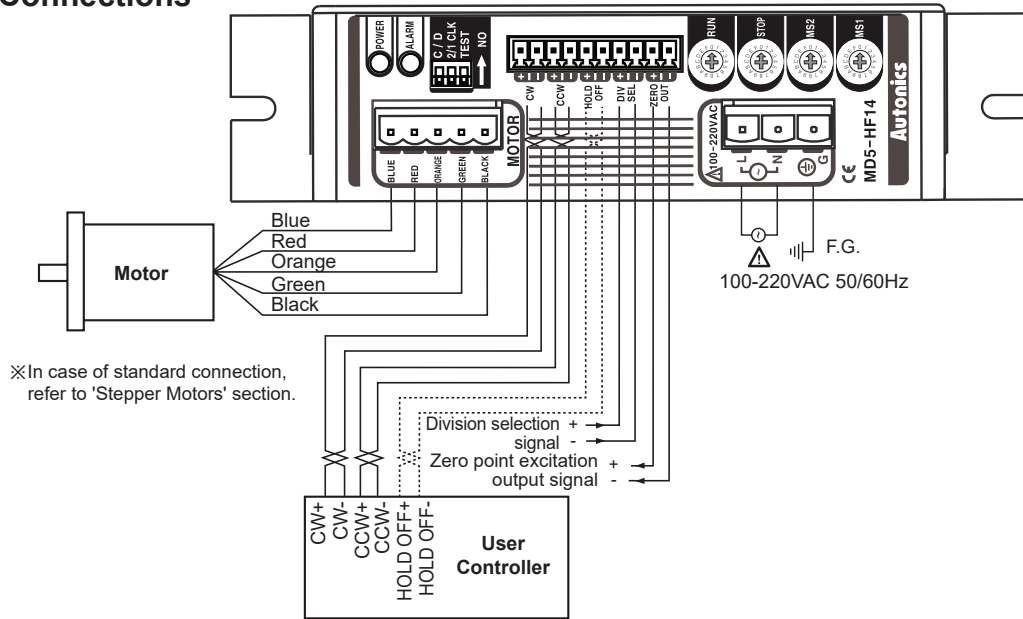 Connections
POWER
ALARM
C / D
2/1 CLK
TEST
NO
RUN
STOP
MS2
MS1
+ - + - + - + - + -
CW
CCW
HOLD
OFF
DIV
SEL
ZERO
OUT
MOTOR
BLUE
RED
ORANGE
GREEN
BLACK
100-220VAC
L
N
G
CE
MD5-HF14
Autonics
Blue
Red
Orange
Green
Black
Motor
F.G.
100-220VAC 50/60Hz
※In case of standard connection,
refer to 'Stepper Motors' section.
Division selection +
signal -
Zero point excitation +
output signal -
CW+
CW-
CCW+
CCW-
HOLD OFF+
HOLD OFF-
User
Controller